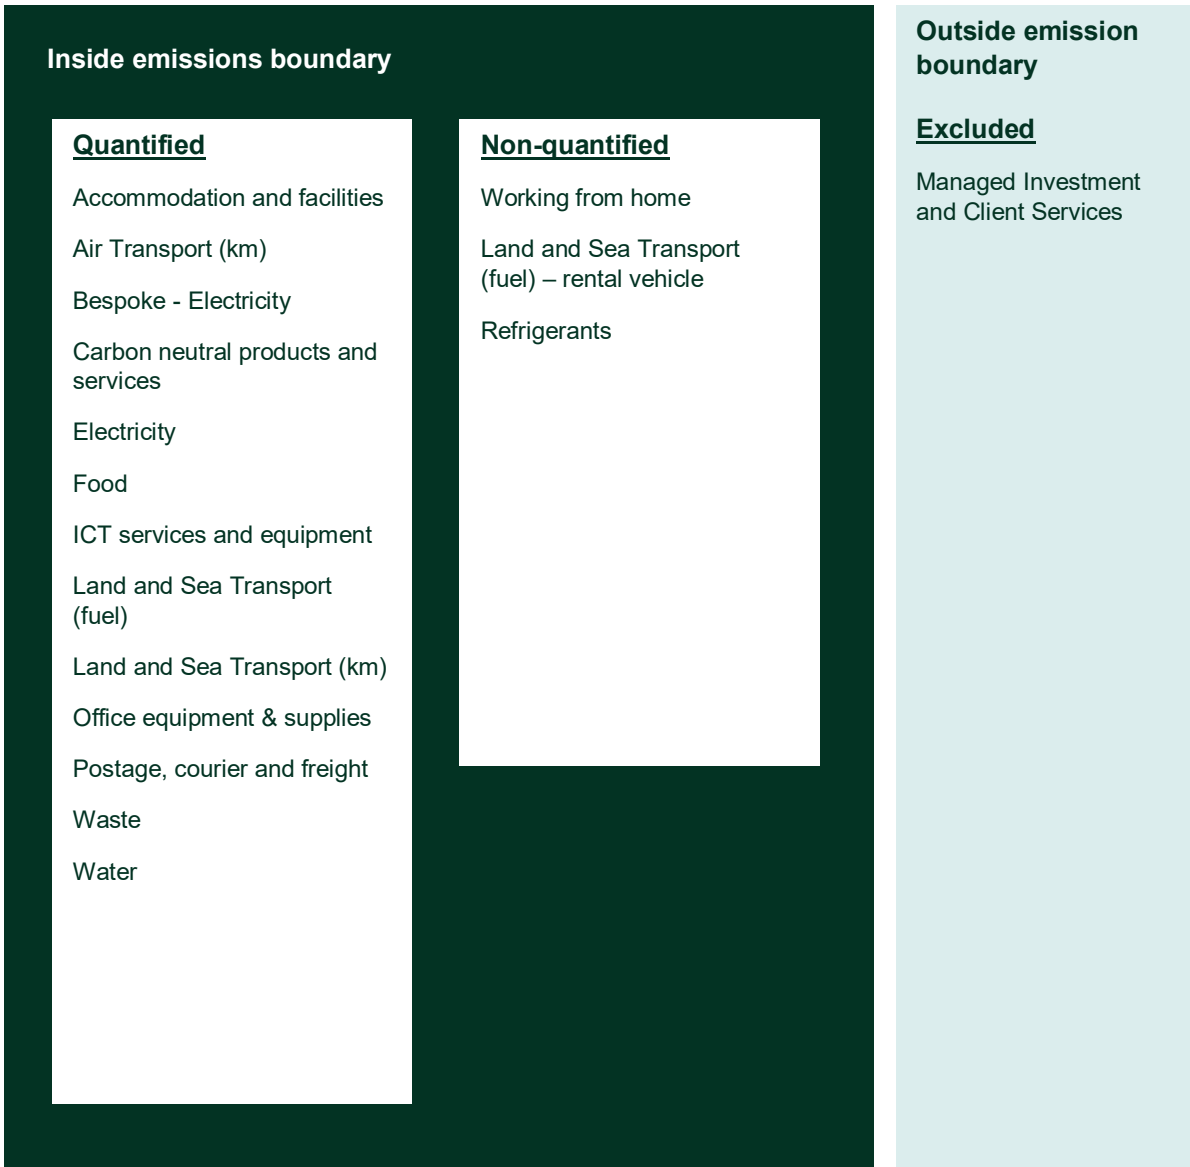 Inside emissions boundary
Quantified
Accommodation and facilities
Air Transport (km)
Bespoke - Electricity
Carbon neutral products and
services
Electricity
Food
ICT services and equipment
Land and Sea Transport
(fuel)
Land and Sea Transport (km)
Office equipment & supplies
Postage, courier and freight
Waste
Water
Non-quantified
Working from home
Land and Sea Transport
(fuel) – rental vehicle
Refrigerants
Outside emission
boundary
Excluded
Managed Investment
and Client Services